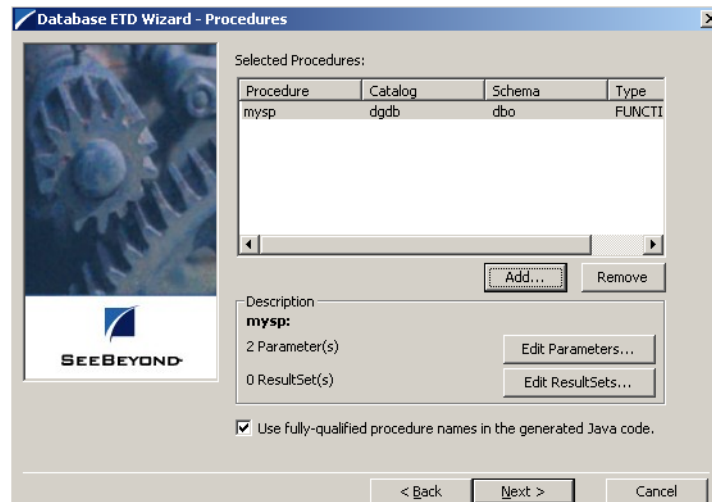 Database ETD Wizard - Procedures
Selected Procedures:
Procedure Catalog Schema Type
mysp dgdb dbo FUNCTI
Add... Remove
Description
mysp:
2 Parameter(s) Edit Parameters...
0 ResultSet(s) Edit ResultSets...
SEEBEYOND
Use fully-qualified procedure names in the generated Java code.
< Back Next > Cancel